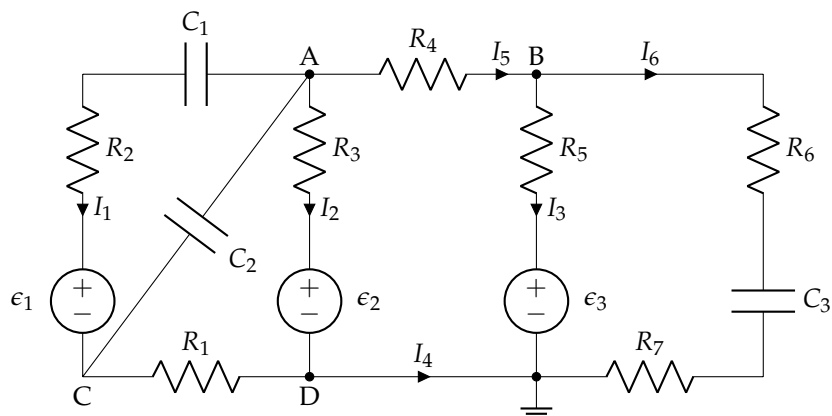 C₁
A
R₄
I₅
B
I₆
R₂
R₃
R₅
R₆
I₁
I₂
I₃
C₂
ϵ₁
+
−
ϵ₂
+
−
ϵ₃
+
−
C₃
R₁
I₄
R₇
C
D